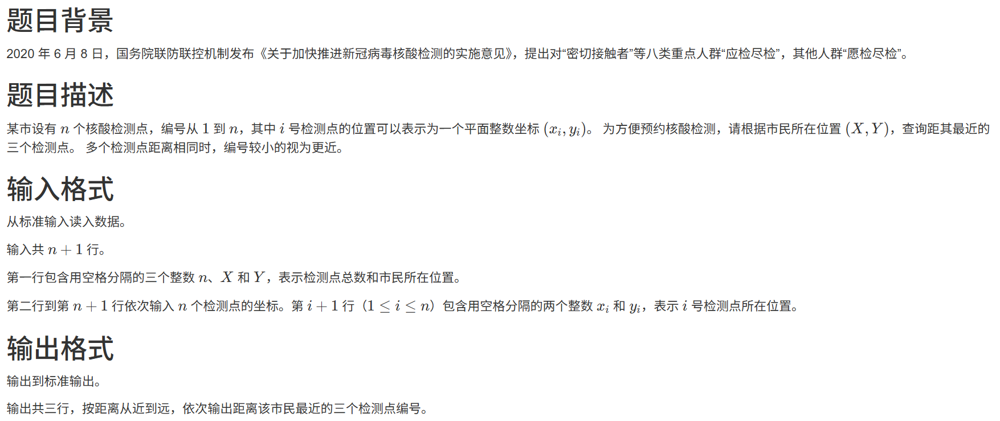 题目背景
2020 年 6 月 8 日，国务院联防联控机制发布《关于加快推进新冠病毒核酸检测的实施意见》，提出对“密切接触者”等八类重点人群“应检尽检”，其他人群“愿检尽检”。
题目描述
某市设有 n 个核酸检测点，编号从 1 到 n，其中 i 号检测点的位置可以表示为一个平面整数坐标 (x_i, y_i)。 为方便预约核酸检测，请根据市民所在位置 (X, Y)，查询距其最近的
三个检测点。 多个检测点距离相同时，编号较小的视为更近。
输入格式
从标准输入读入数据。
输入共 n + 1 行。
第一行包含用空格分隔的三个整数 n、X 和 Y，表示检测点总数和市民所在位置。
第二行到第 n + 1 行依次输入 n 个检测点的坐标。第 i + 1 行（1 ≤ i ≤ n）包含用空格分隔的两个整数 x_i 和 y_i，表示 i 号检测点所在位置。
输出格式
输出到标准输出。
输出共三行，按距离从近到远，依次输出距离该市民最近的三个检测点编号。